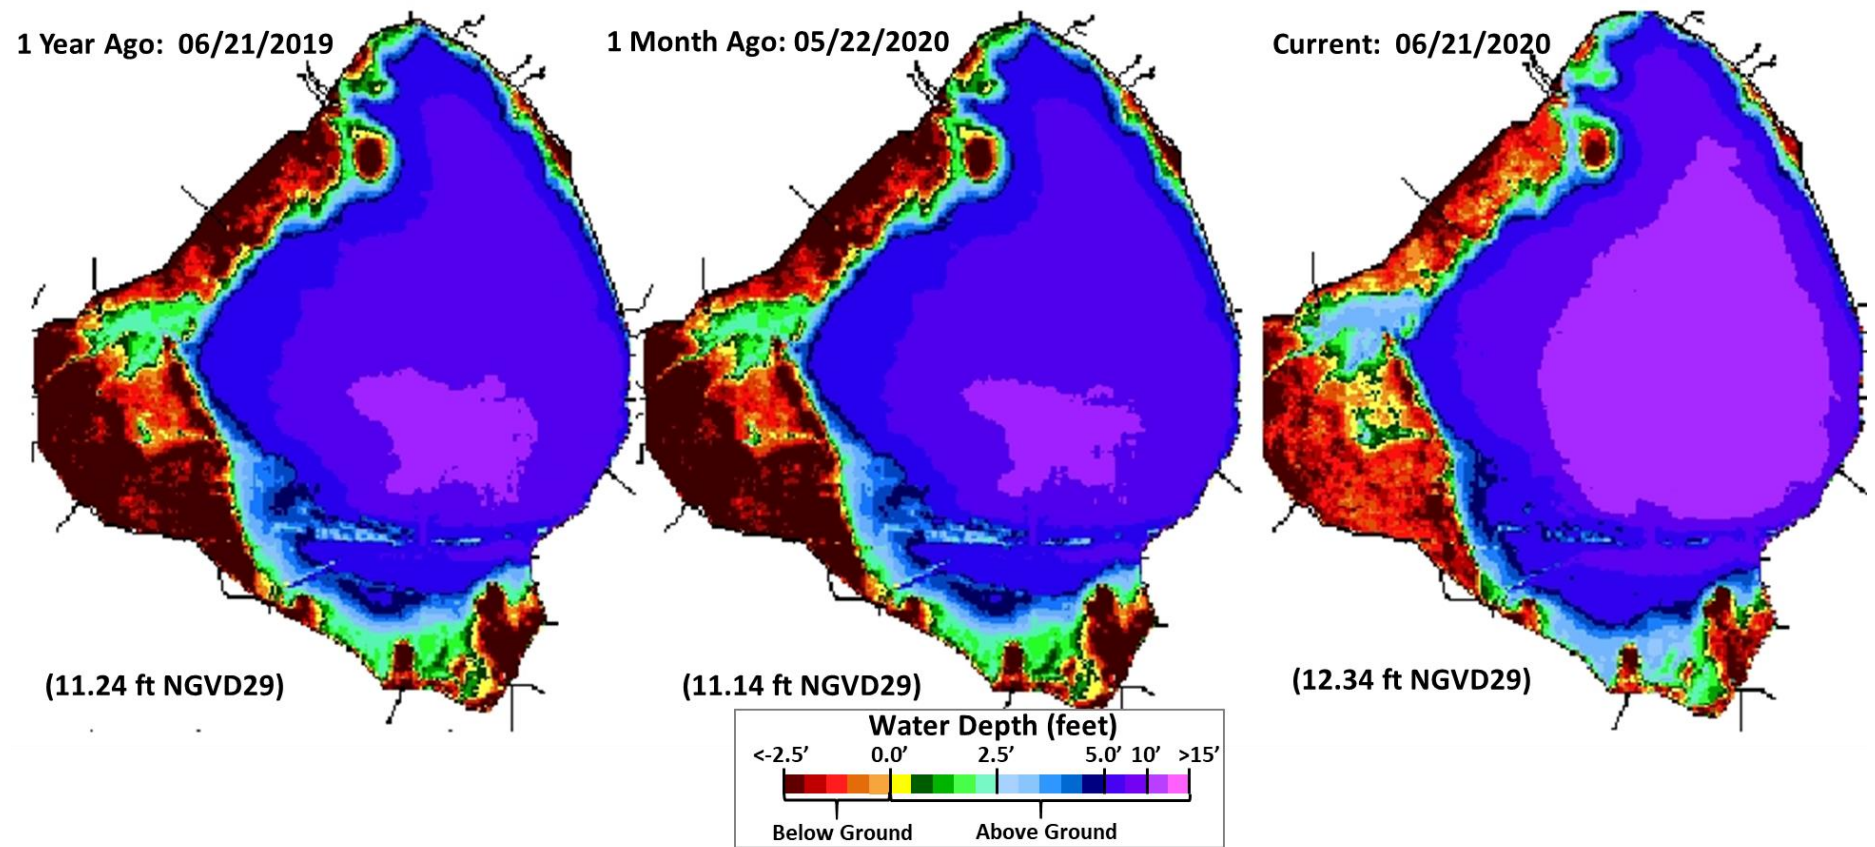 1 Year Ago:  06/21/2019
1 Month Ago: 05/22/2020
Current:  06/21/2020
(11.24 ft NGVD29)
(11.14 ft NGVD29)
(12.34 ft NGVD29)
Water Depth (feet)
<-2.5’ 0.0’ 2.5’ 5.0’ 10’ >15’
Below Ground Above Ground